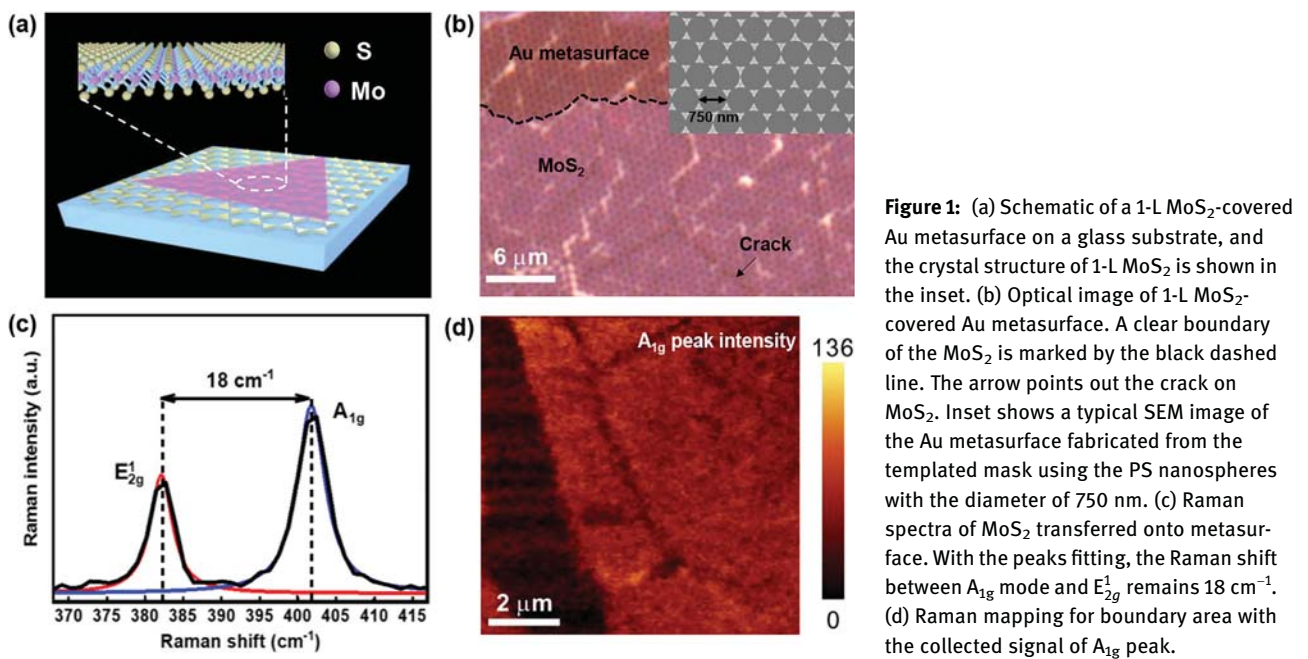 (a)
S
Mo
(b)
Au metasurface
750 nm
MoS₂
Crack
6 μm
(c)
Raman intensity (a.u.)
18 cm⁻¹
E¹₂g
A₁g
370 375 380 385 390 395 400 405 410 415
Raman shift (cm⁻¹)
(d)
A₁g peak intensity
136
0
2 μm
Figure 1: (a) Schematic of a 1-L MoS₂-covered
Au metasurface on a glass substrate, and
the crystal structure of 1-L MoS₂ is shown in
the inset. (b) Optical image of 1-L MoS₂-
covered Au metasurface. A clear boundary
of the MoS₂ is marked by the black dashed
line. The arrow points out the crack on
MoS₂. Inset shows a typical SEM image of
the Au metasurface fabricated from the
templated mask using the PS nanospheres
with the diameter of 750 nm. (c) Raman
spectra of MoS₂ transferred onto metasur-
face. With the peaks fitting, the Raman shift
between A₁g mode and E¹₂g remains 18 cm⁻¹.
(d) Raman mapping for boundary area with
the collected signal of A₁g peak.